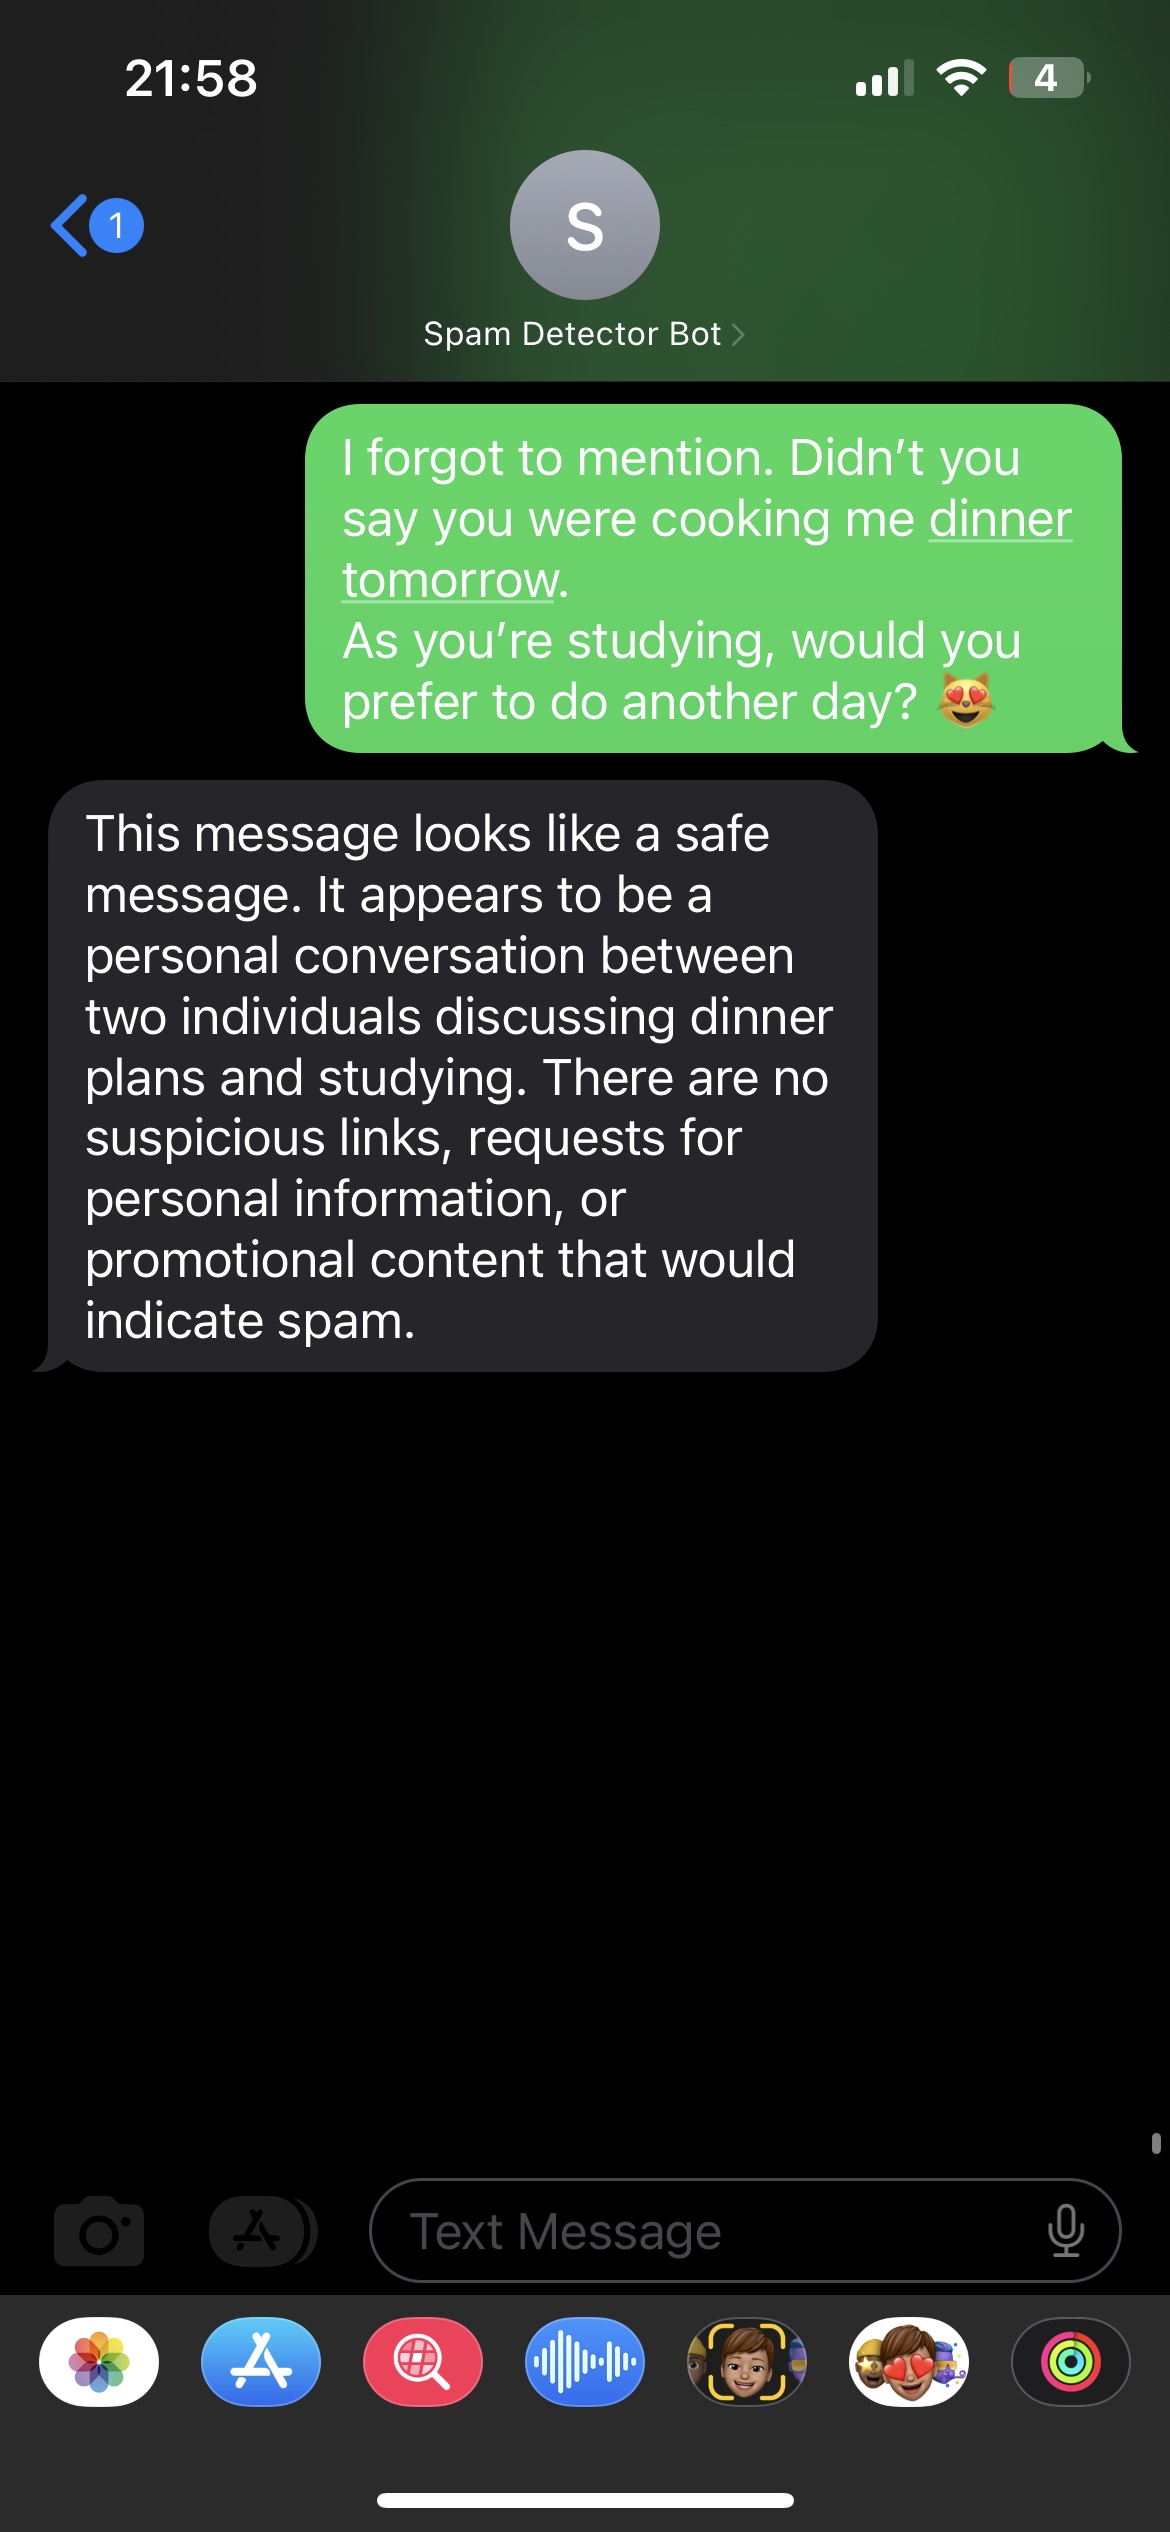 21:58
4
1
S
Spam Detector Bot
I forgot to mention. Didn’t you
say you were cooking me dinner
tomorrow.
As you’re studying, would you
prefer to do another day? 😻
This message looks like a safe
message. It appears to be a
personal conversation between
two individuals discussing dinner
plans and studying. There are no
suspicious links, requests for
personal information, or
promotional content that would
indicate spam.
Text Message